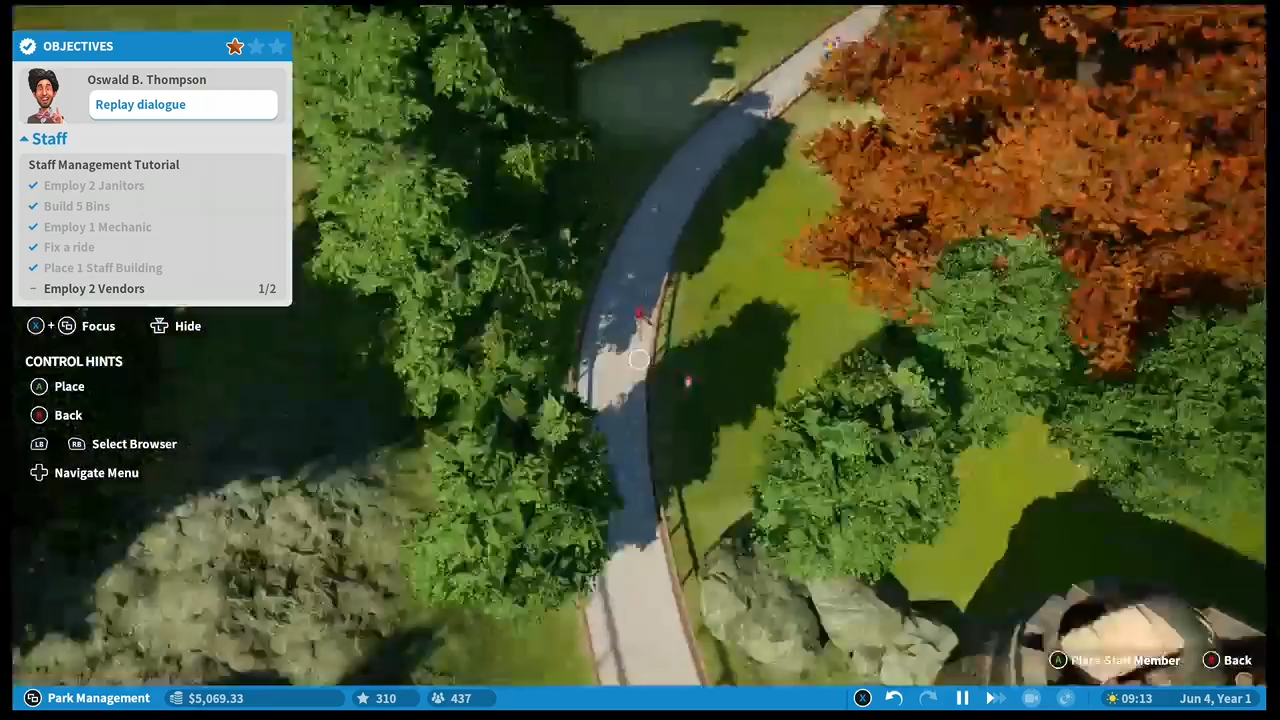 OBJECTIVES
Oswald B. Thompson
Replay dialogue
Staff
Staff Management Tutorial
Employ 2 Janitors
Build 5 Bins
Employ 1 Mechanic
Fix a ride
Place 1 Staff Building
Employ 2 Vendors 1/2
X + Focus Hide
CONTROL HINTS
A Place
B Back
LB RB Select Browser
Navigate Menu
A Place Staff Member B Back
Park Management $5,069.33 310 437 X 09:13 Jun 4, Year 1